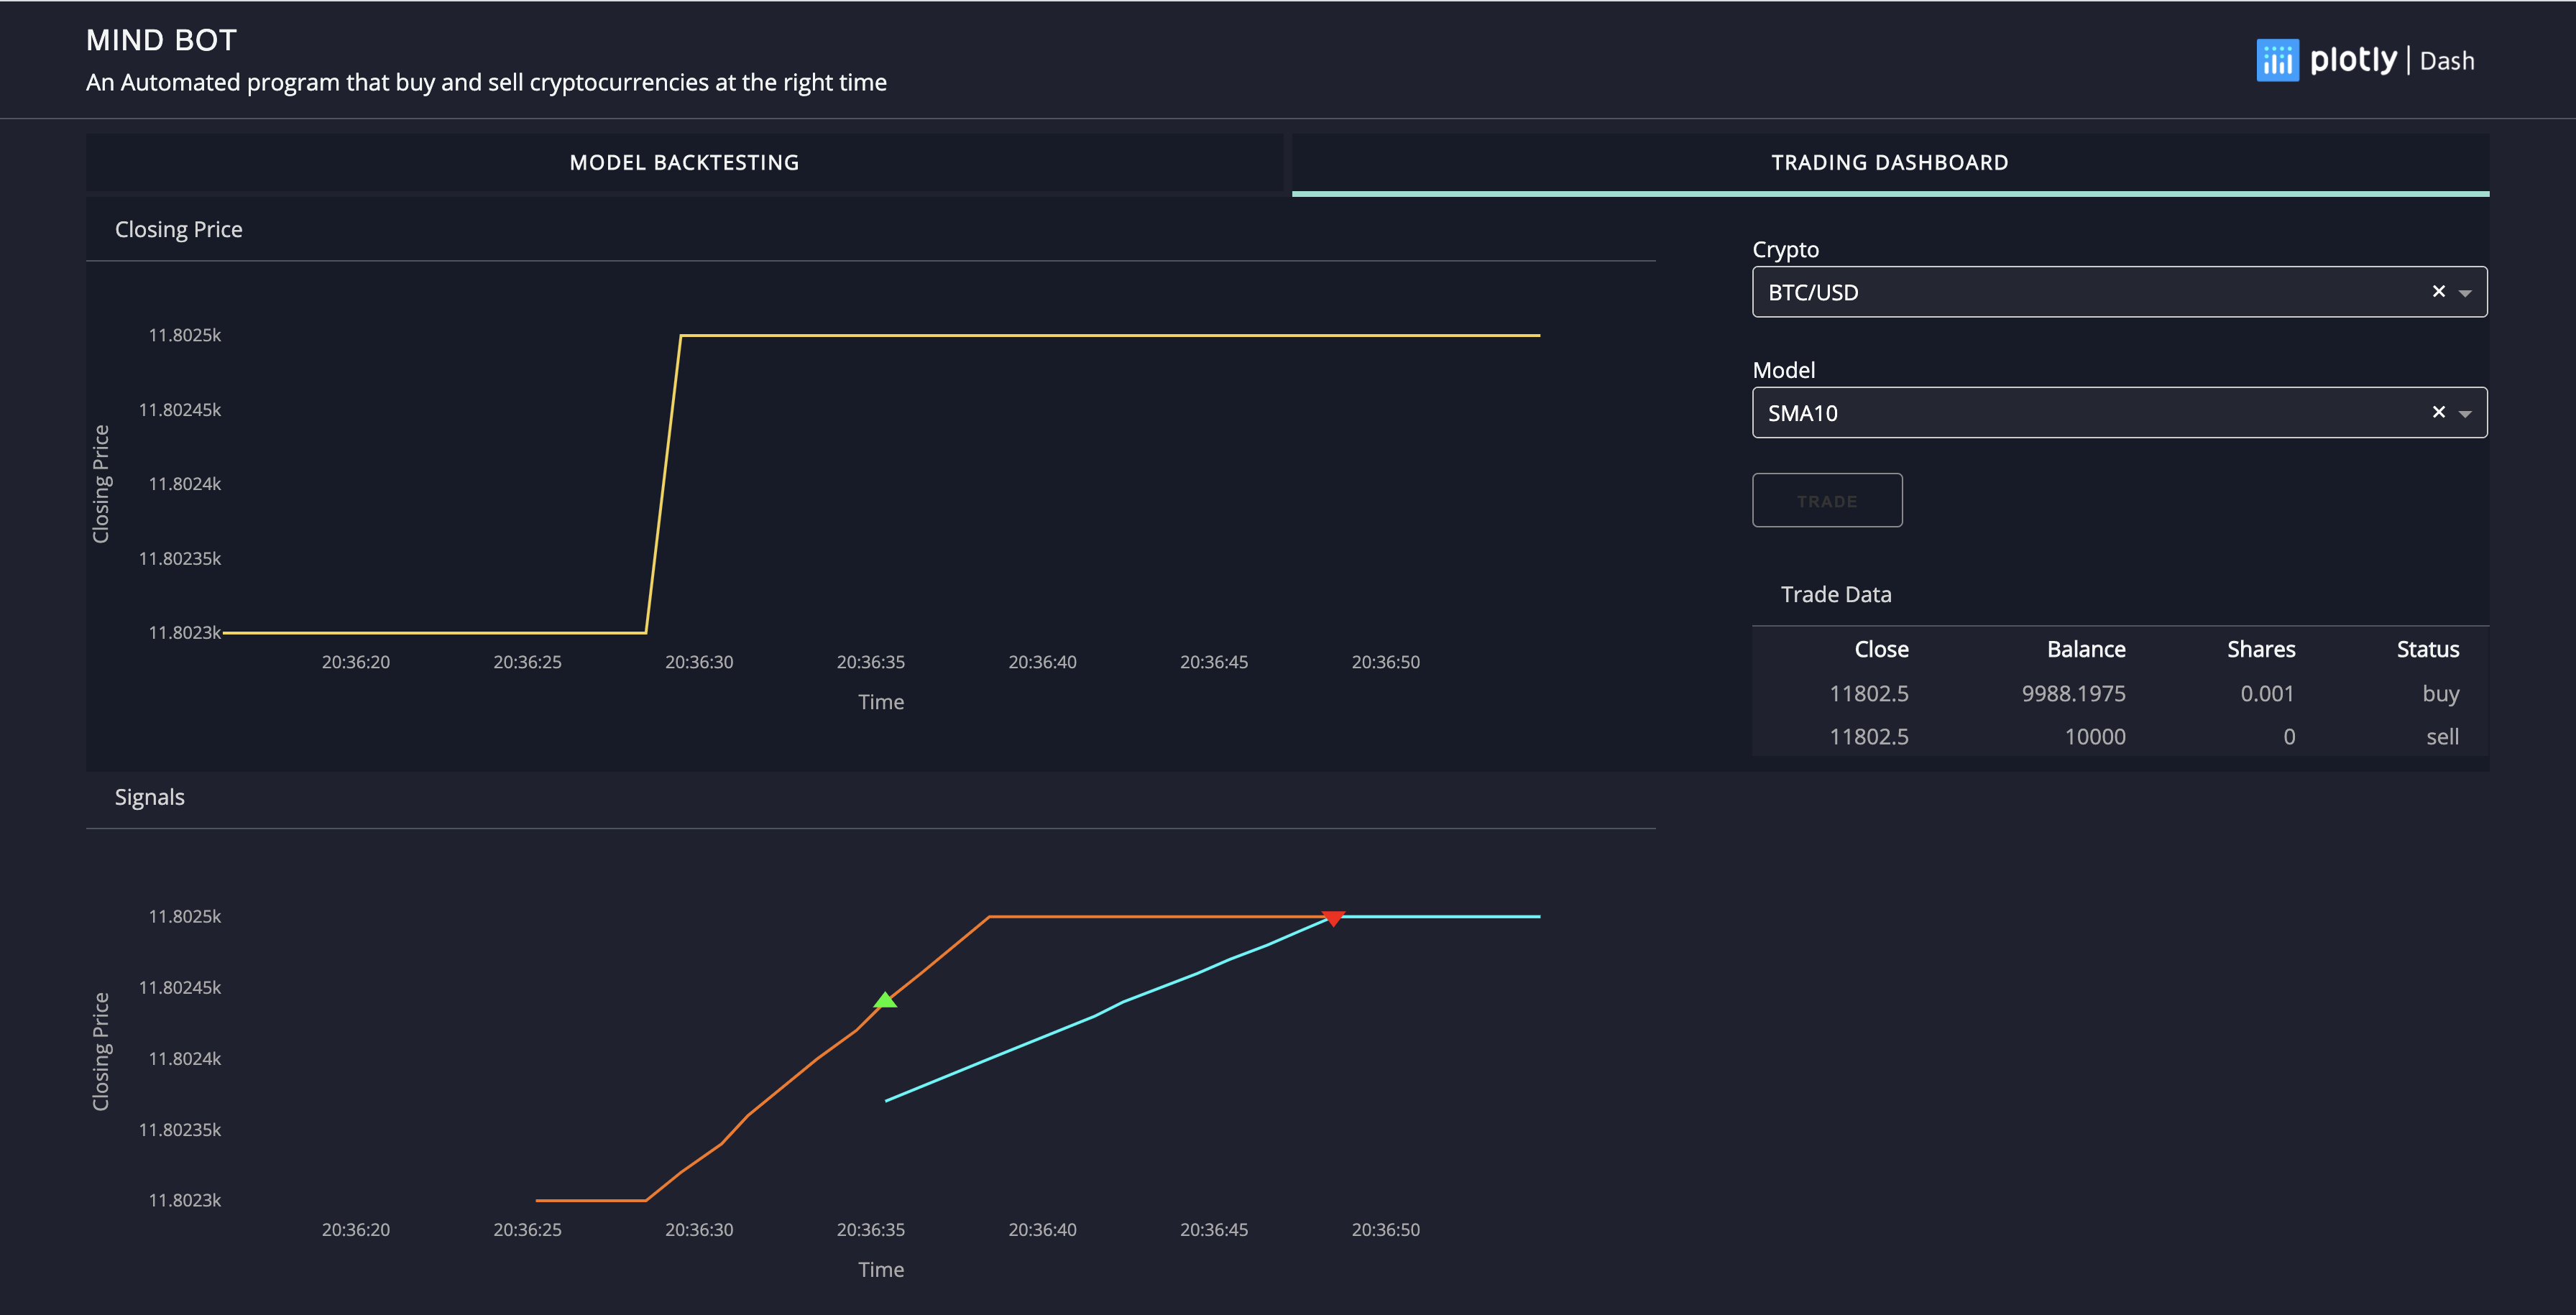 MIND BOT
An Automated program that buy and sell cryptocurrencies at the right time
plotly | Dash
MODEL BACKTESTING
TRADING DASHBOARD
Closing Price
11.8025k
11.80245k
11.8024k
11.80235k
11.8023k
Closing Price
20:36:20 20:36:25 20:36:30 20:36:35 20:36:40 20:36:45 20:36:50
Time
Crypto
BTC/USD
Model
SMA10
TRADE
Trade Data
Close Balance Shares Status
11802.5 9988.1975 0.001 buy
11802.5 10000 0 sell
Signals
11.8025k
11.80245k
11.8024k
11.80235k
11.8023k
Closing Price
20:36:20 20:36:25 20:36:30 20:36:35 20:36:40 20:36:45 20:36:50
Time